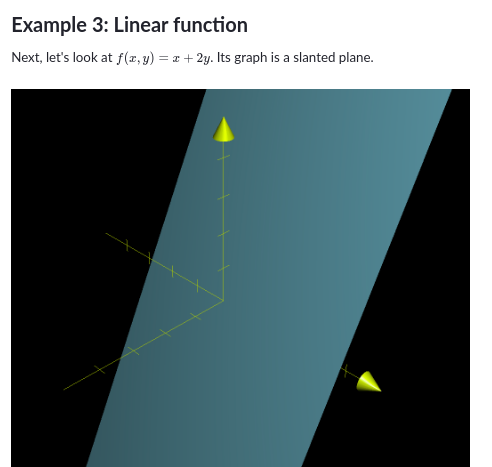 Example 3: Linear function
Next, let's look at f(x, y) = x + 2y. Its graph is a slanted plane.